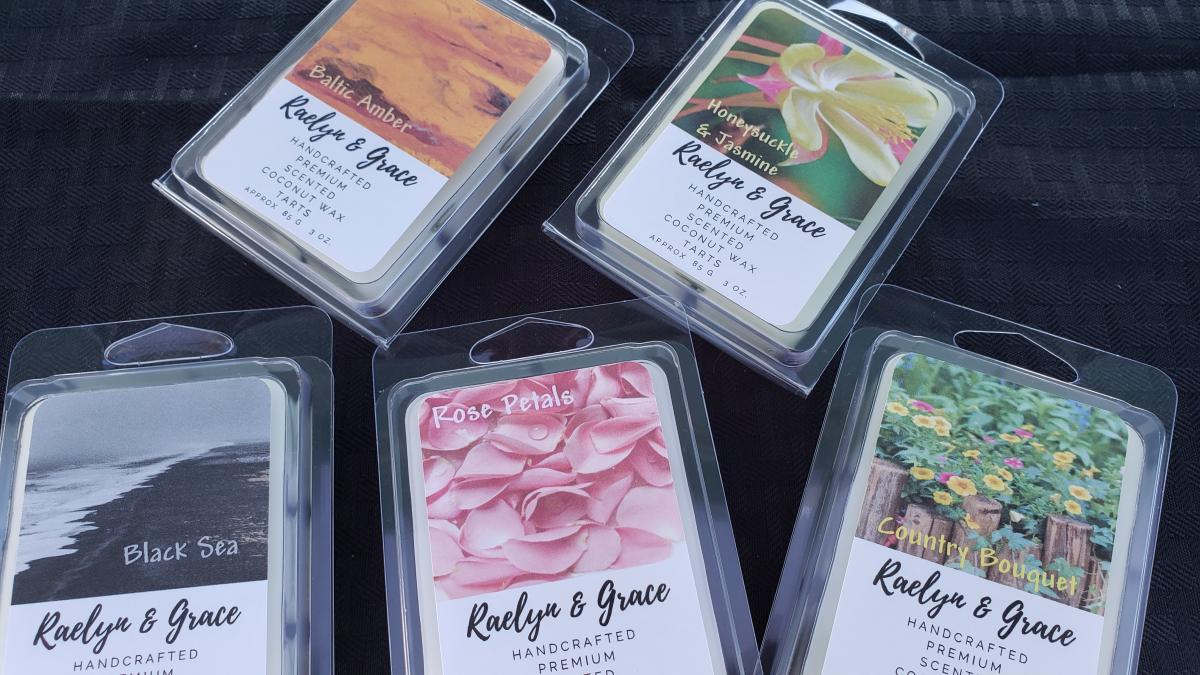 Baltic Amber
Raelyn & Grace
HANDCRAFTED
PREMIUM
SCENTED
COCONUT WAX
TARTS
APPROX 85 G 3 OZ.
Honeysuckle
& Jasmine
Raelyn & Grace
HANDCRAFTED
PREMIUM
SCENTED
COCONUT WAX
TARTS
APPROX 85 G 3 OZ.
Black Sea
Raelyn & Grace
HANDCRAFTED
Rose Petals
Raelyn & Grace
HANDCRAFTED
PREMIUM
Country Bouquet
Raelyn & Grace
HANDCRAFTED
PREMIUM